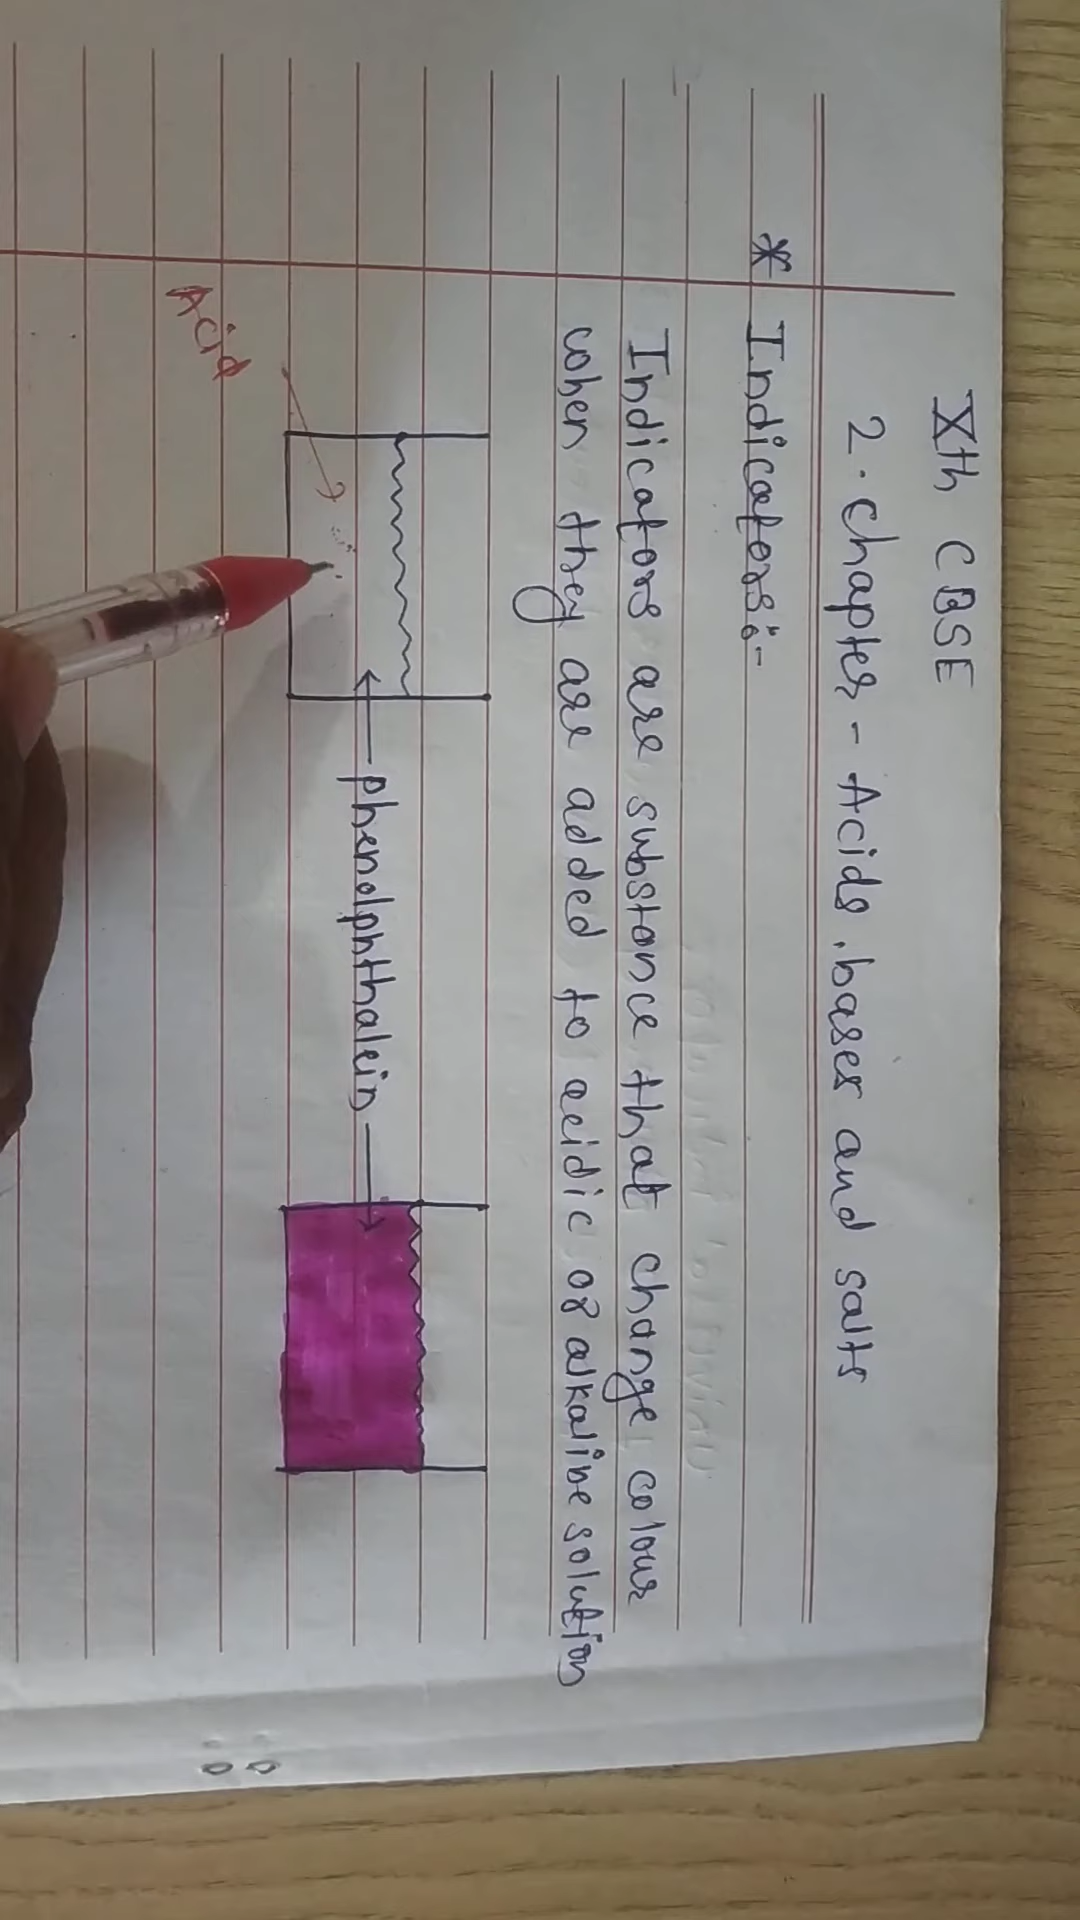 Xth CBSE
2. chapter - Acids, bases and salts
* Indicators:-
Indicators are substance that change colour
when they are added to acidic or alkaline solution
Phenolphthalein
Acid